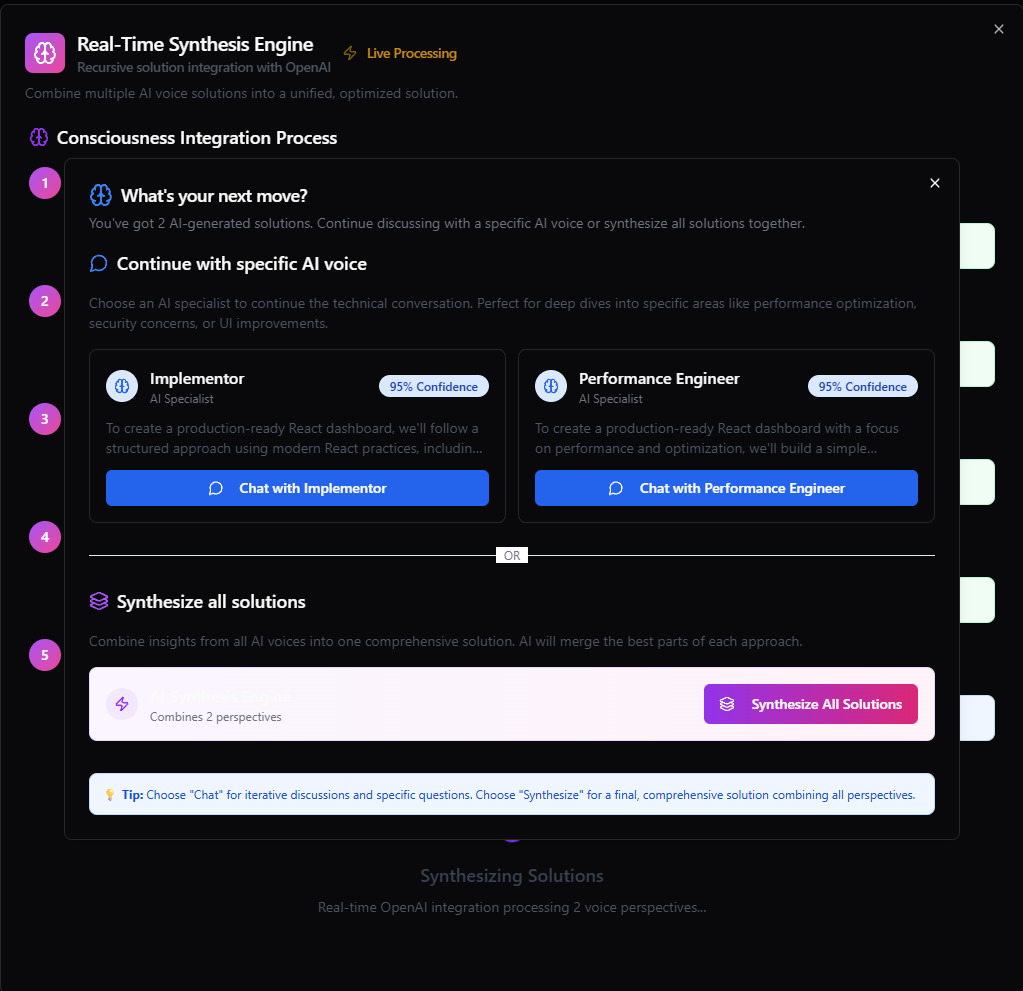 Real-Time Synthesis Engine
Live Processing
Recursive solution integration with OpenAI
Combine multiple AI voice solutions into a unified, optimized solution.
Consciousness Integration Process
1
What's your next move?
You've got 2 AI-generated solutions. Continue discussing with a specific AI voice or synthesize all solutions together.
Continue with specific AI voice
2
Choose an AI specialist to continue the technical conversation. Perfect for deep dives into specific areas like performance optimization,
security concerns, or UI improvements.
Implementor
AI Specialist
95% Confidence
To create a production-ready React dashboard, we'll follow a
structured approach using modern React practices, includin...
Chat with Implementor
Performance Engineer
AI Specialist
95% Confidence
To create a production-ready React dashboard with a focus
on performance and optimization, we'll build a simple...
Chat with Performance Engineer
3
4
OR
Synthesize all solutions
Combine insights from all AI voices into one comprehensive solution. AI will merge the best parts of each approach.
5
Combines 2 perspectives
Synthesize All Solutions
Tip: Choose "Chat" for iterative discussions and specific questions. Choose "Synthesize" for a final, comprehensive solution combining all perspectives.
Synthesizing Solutions
Real-time OpenAI integration processing 2 voice perspectives...